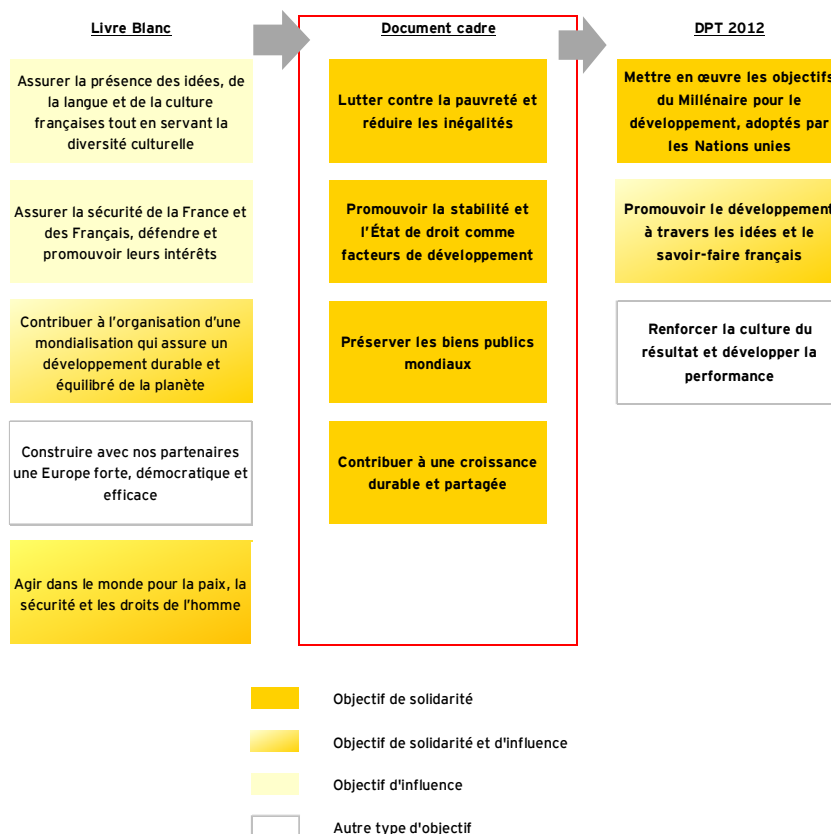 Livre Blanc
Assurer la présence des idées, de
la langue et de la culture
françaises tout en servant la
diversité culturelle
Assurer la sécurité de la France et
des Français, défendre et
promouvoir leurs intérêts
Contribuer à l'organisation d'une
mondialisation qui assure un
développement durable et
équilibré de la planète
Construire avec nos partenaires
une Europe forte, démocratique et
efficace
Agir dans le monde pour la paix, la
sécurité et les droits de l'homme
Document cadre
Lutter contre la pauvreté et
réduire les inégalités
Promouvoir la stabilité et
l'État de droit comme
facteurs de développement
Préserver les biens publics
mondiaux
Contribuer à une croissance
durable et partagée
DPT 2012
Mettre en œuvre les objectifs
du Millénaire pour le
développement, adoptés par
les Nations unies
Promouvoir le développement
à travers les idées et le
savoir-faire français
Renforcer la culture du
résultat et développer la
performance
Objectif de solidarité
Objectif de solidarité et d'influence
Objectif d'influence
Autre type d'objectif